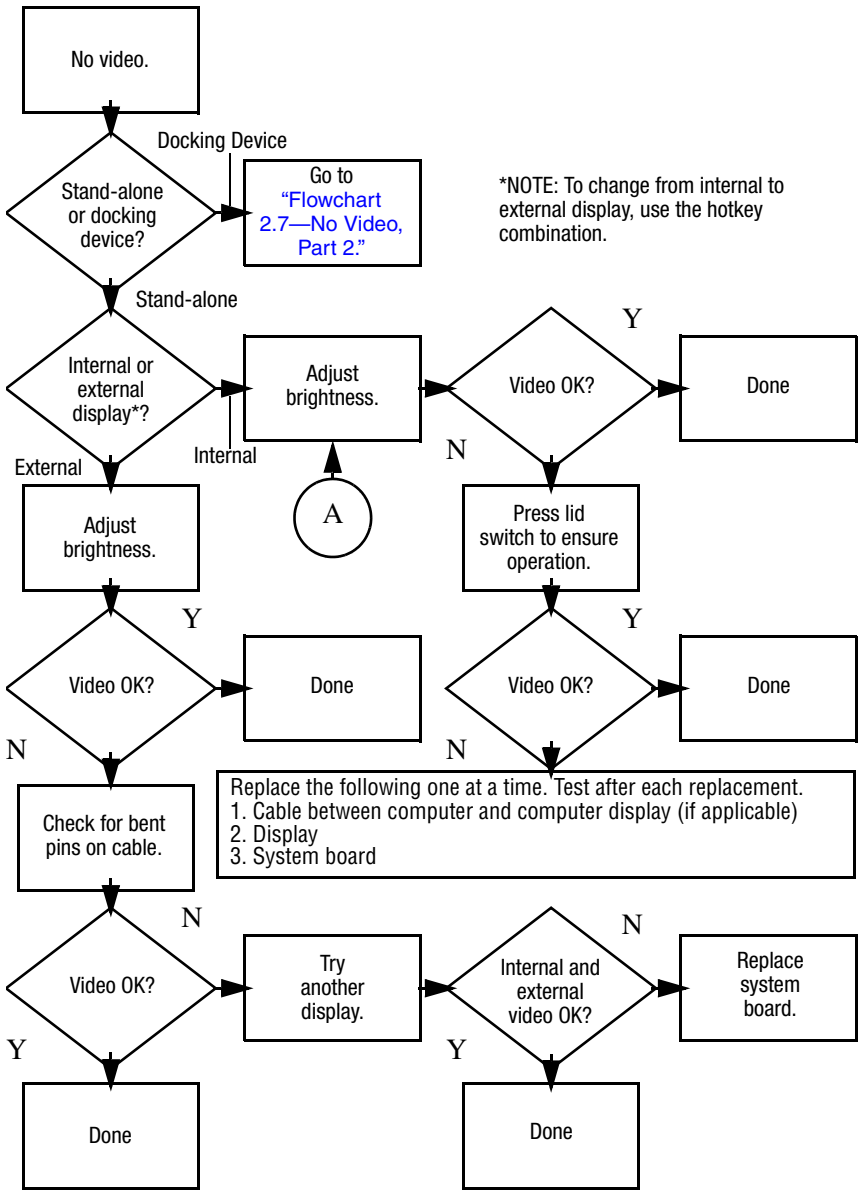 No video.
Docking Device
Stand-alone
or docking
device?
Go to
“Flowchart
2.7—No Video,
Part 2.”
*NOTE: To change from internal to
external display, use the hotkey
combination.
Stand-alone
Internal or
external
display*?
Internal
External
Adjust
brightness.
A
Video OK?
Y
Done
N
Press lid
switch to ensure
operation.
Adjust
brightness.
Video OK?
Y
Done
N
Video OK?
Y
Done
N
Replace the following one at a time. Test after each replacement.
1. Cable between computer and computer display (if applicable)
2. Display
3. System board
Check for bent
pins on cable.
Video OK?
N
Try
another
display.
Internal and
external
video OK?
N
Replace
system
board.
Y
Done
Y
Done